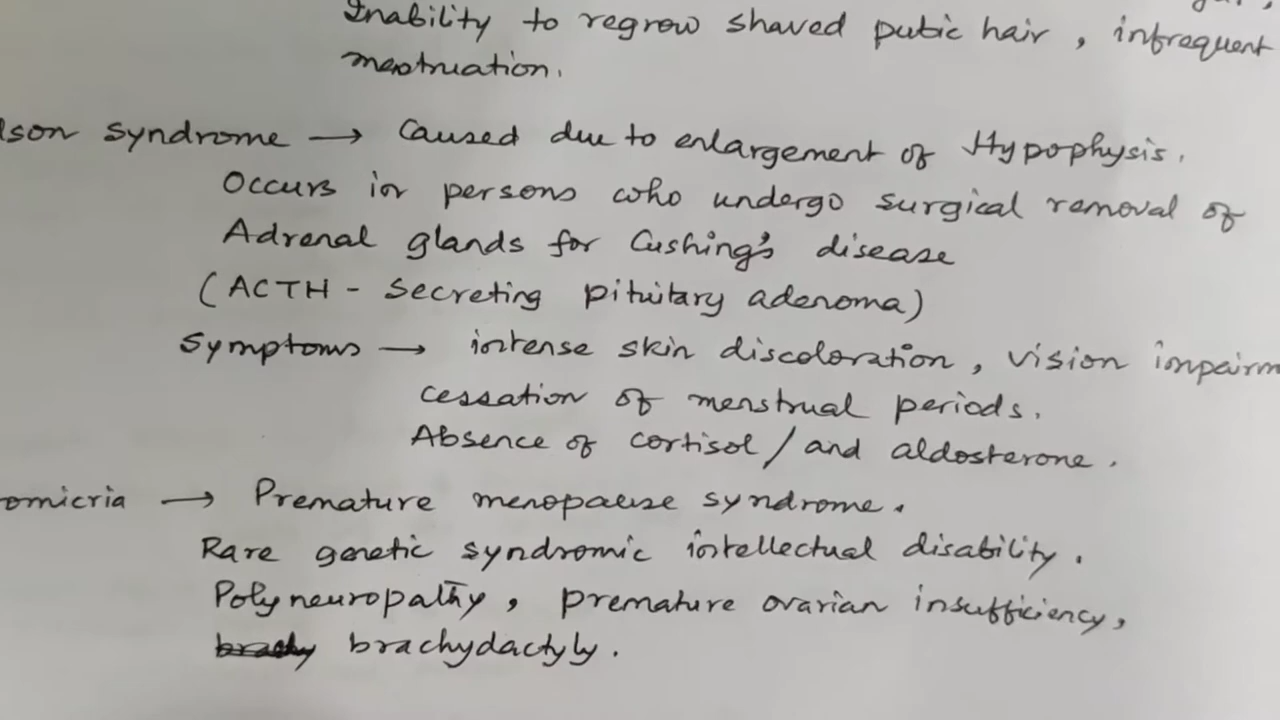 Inability to regrow shaved pubic hair, infrequent
menstruation.
lson syndrome → Caused due to enlargement of Hypophysis.
Occurs in persons who undergo surgical removal of
Adrenal glands for Cushing's disease
(ACTH - Secreting pituitary adenoma)
Symptoms → intense skin discoloration, vision impairm
cessation of menstrual periods.
Absence of cortisol / and aldosterone.
omicria → Premature menopause syndrome.
Rare genetic syndromic intellectual disability.
Polyneuropathy, premature ovarian insufficiency,
brachy brachydactyly.